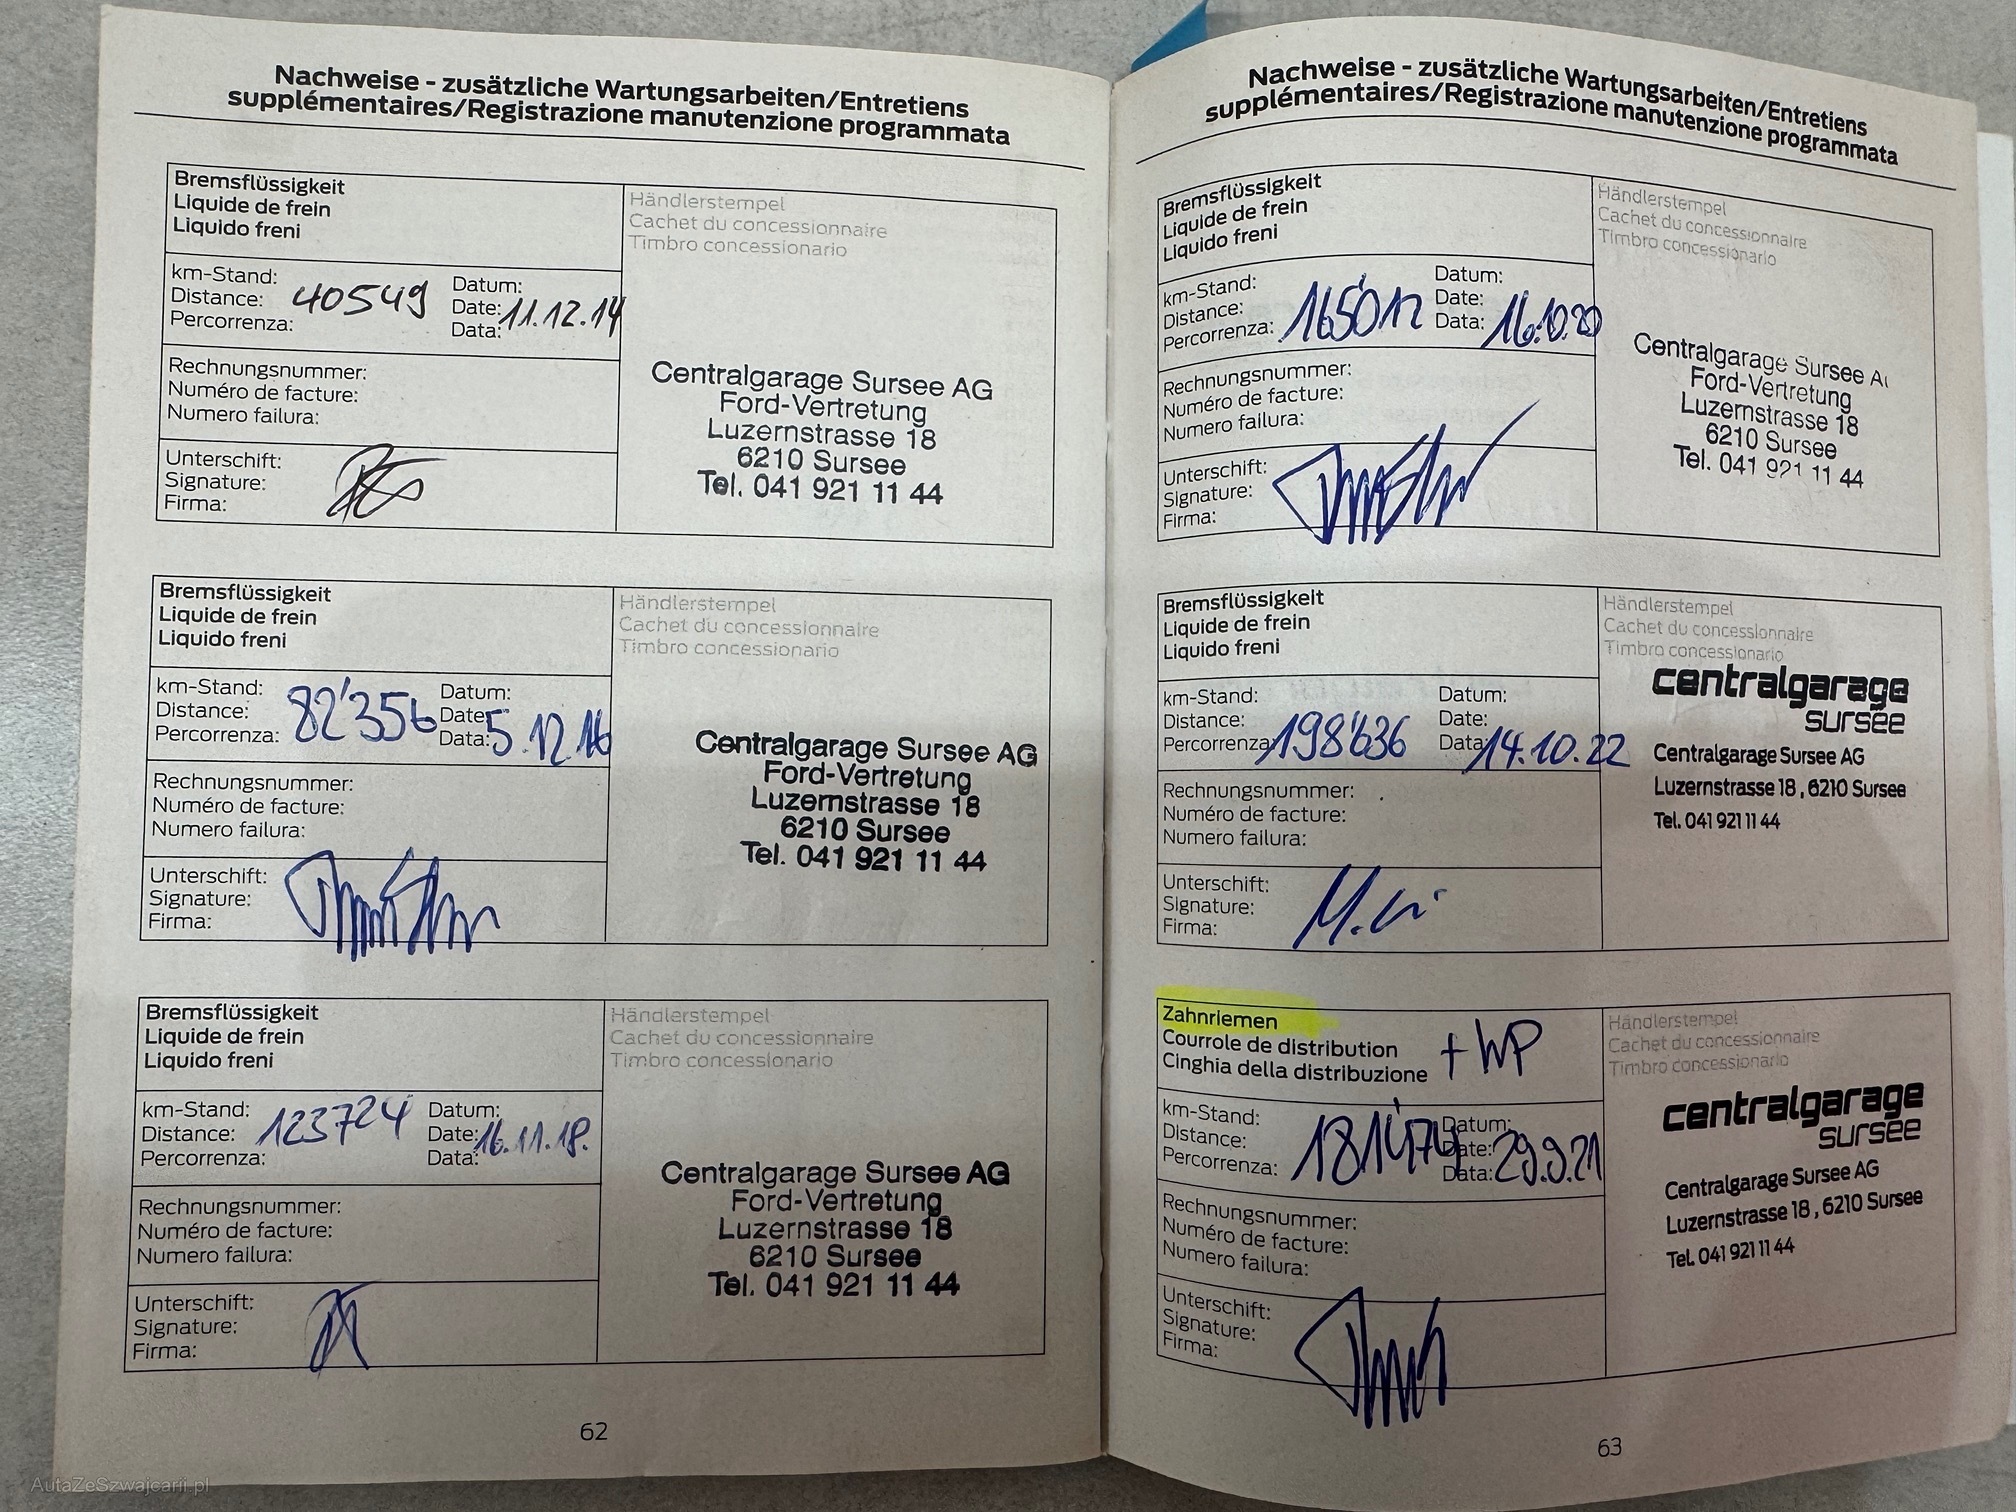 Nachweise - zusätzliche Wartungsarbeiten/Entretiens
supplémentaires/Registrazione manutenzione programmata
Bremsflüssigkeit
Liquide de frein
Liquido freni
Händlerstempel
Cachet du concessionnaire
Timbro concessionario
km-Stand:
Distance: 40549
Percorrenza:
Datum:
Date: 11.12.14
Data:
Rechnungsnummer:
Numéro de facture:
Numero failura:
Unterschift:
Signature:
Firma:
Centralgarage Sursee AG
Ford-Vertretung
Luzernstrasse 18
6210 Sursee
Tel. 041 921 11 44
Bremsflüssigkeit
Liquide de frein
Liquido freni
Händlerstempel
Cachet du concessionnaire
Timbro concessionario
km-Stand:
Distance: 82'356
Percorrenza:
Datum:
Date:
Data: 5.12.16
Rechnungsnummer:
Numéro de facture:
Numero failura:
Unterschift:
Signature:
Firma:
Centralgarage Sursee AG
Ford-Vertretung
Luzernstrasse 18
6210 Sursee
Tel. 041 921 11 44
Bremsflüssigkeit
Liquide de frein
Liquido freni
Händlerstempel
Cachet du concessionnaire
Timbro concessionario
km-Stand:
Distance: 123724
Percorrenza:
Datum:
Date: 16.11.18.
Data:
Rechnungsnummer:
Numéro de facture:
Numero failura:
Unterschift:
Signature:
Firma:
Centralgarage Sursee AG
Ford-Vertretung
Luzernstrasse 18
6210 Sursee
Tel. 041 921 11 44
62
Nachweise - zusätzliche Wartungsarbeiten/Entretiens
supplémentaires/Registrazione manutenzione programmata
Bremsflüssigkeit
Liquide de frein
Liquido freni
Händlerstempel
Cachet du concessionnaire
Timbro concessionario
km-Stand:
Distance: 165'012
Percorrenza:
Datum:
Date:
Data: 16.10.20
Rechnungsnummer:
Numéro de facture:
Numero failura:
Unterschift:
Signature:
Firma:
Centralgarage Sursee A
Ford-Vertretung
Luzernstrasse 18
6210 Sursee
Tel. 041 921 11 44
Bremsflüssigkeit
Liquide de frein
Liquido freni
Händlerstempel
Cachet du concessionnaire
Timbro concessionario
km-Stand:
Distance:
Percorrenza: 198'636
Datum:
Date:
Data: 14.10.22
Rechnungsnummer:
Numéro de facture:
Numero failura:
Unterschift:
Signature:
Firma:
centralgarage
sursee
Centralgarage Sursee AG
Luzernstrasse 18, 6210 Sursee
Tel. 041 921 11 44
Zahnriemen
Courrole de distribution + WP
Cinghia della distribuzione
Händlerstempel
Cachet du concessionnaire
Timbro concessionario
km-Stand:
Distance:
Percorrenza: 181'474
Datum:
Date:
Data: 29.9.21
Rechnungsnummer:
Numéro de facture:
Numero failura:
Unterschift:
Signature:
Firma:
centralgarage
sursee
Centralgarage Sursee AG
Luzernstrasse 18, 6210 Sursee
Tel. 041 921 11 44
63
AutaZeSzwajcarii.pl